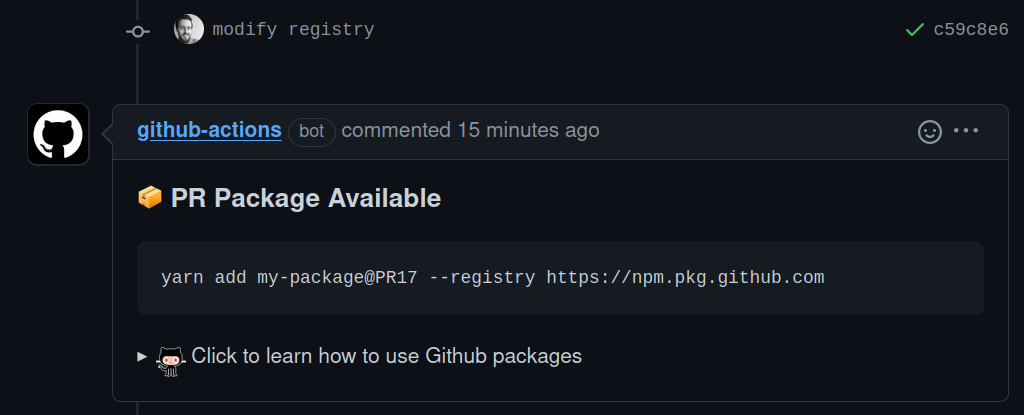 modify registry c59c8e6
github-actions bot commented 15 minutes ago
PR Package Available
yarn add my-package@PR17 --registry https://npm.pkg.github.com
Click to learn how to use Github packages